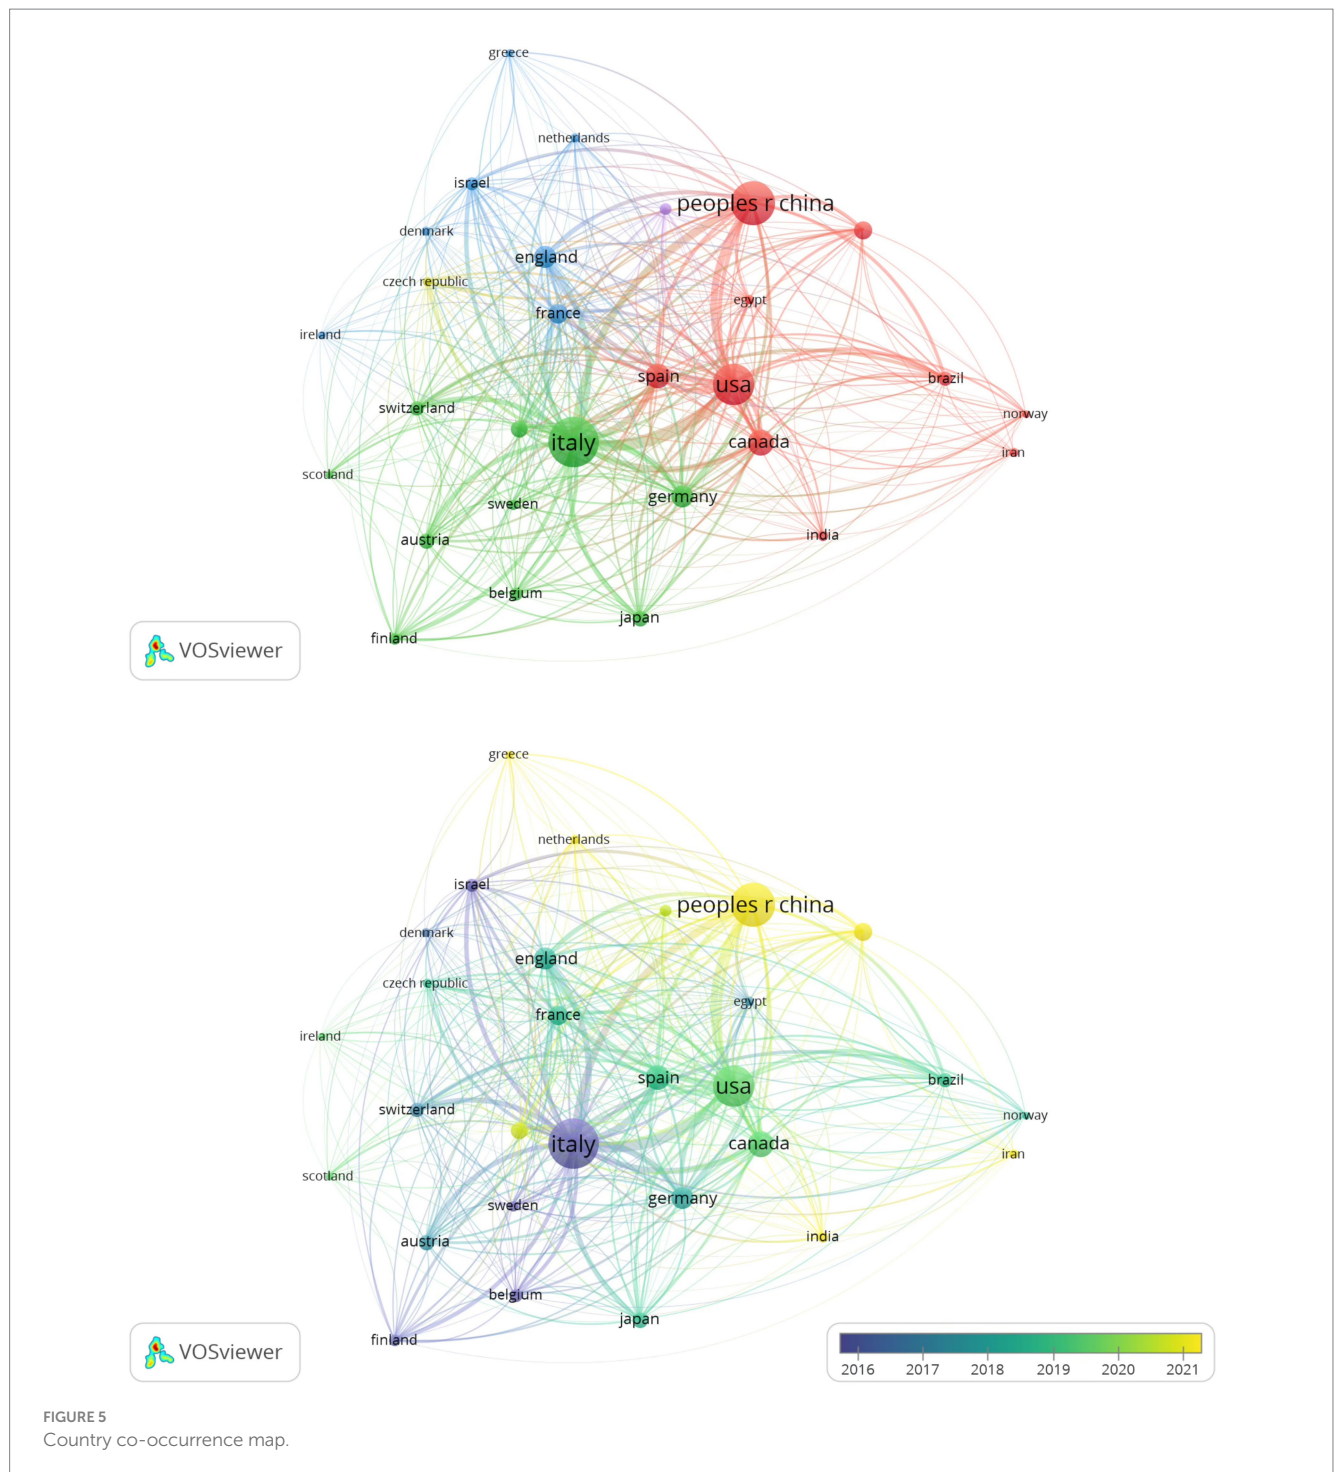 greece
netherlands
israel
peoples r china
denmark
england
czech republic
egypt
france
ireland
spain
brazil
usa
switzerland
norway
italy
canada
iran
scotland
germany
sweden
india
austria
belgium
japan
finland
VOSviewer
greece
netherlands
israel
peoples r china
denmark
england
czech republic
egypt
france
ireland
spain
brazil
usa
switzerland
norway
italy
canada
iran
scotland
germany
sweden
india
austria
belgium
japan
finland
VOSviewer
2016 2017 2018 2019 2020 2021
FIGURE 5
Country co-occurrence map.